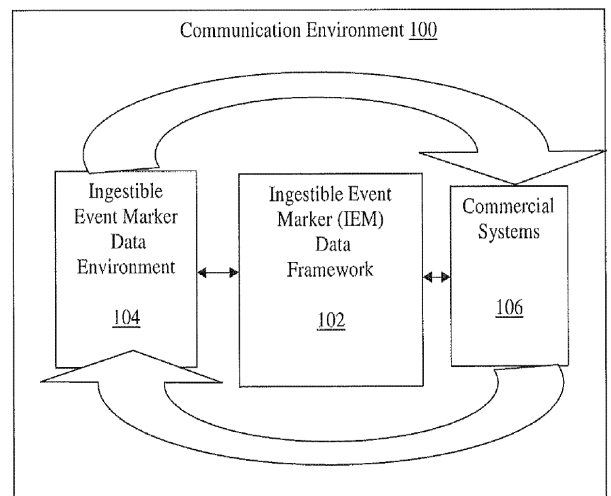 Communication Environment 100
Ingestible
Event Marker
Data
Environment
104
Ingestible Event
Marker (IEM)
Data
Framework
102
Commercial
Systems
106